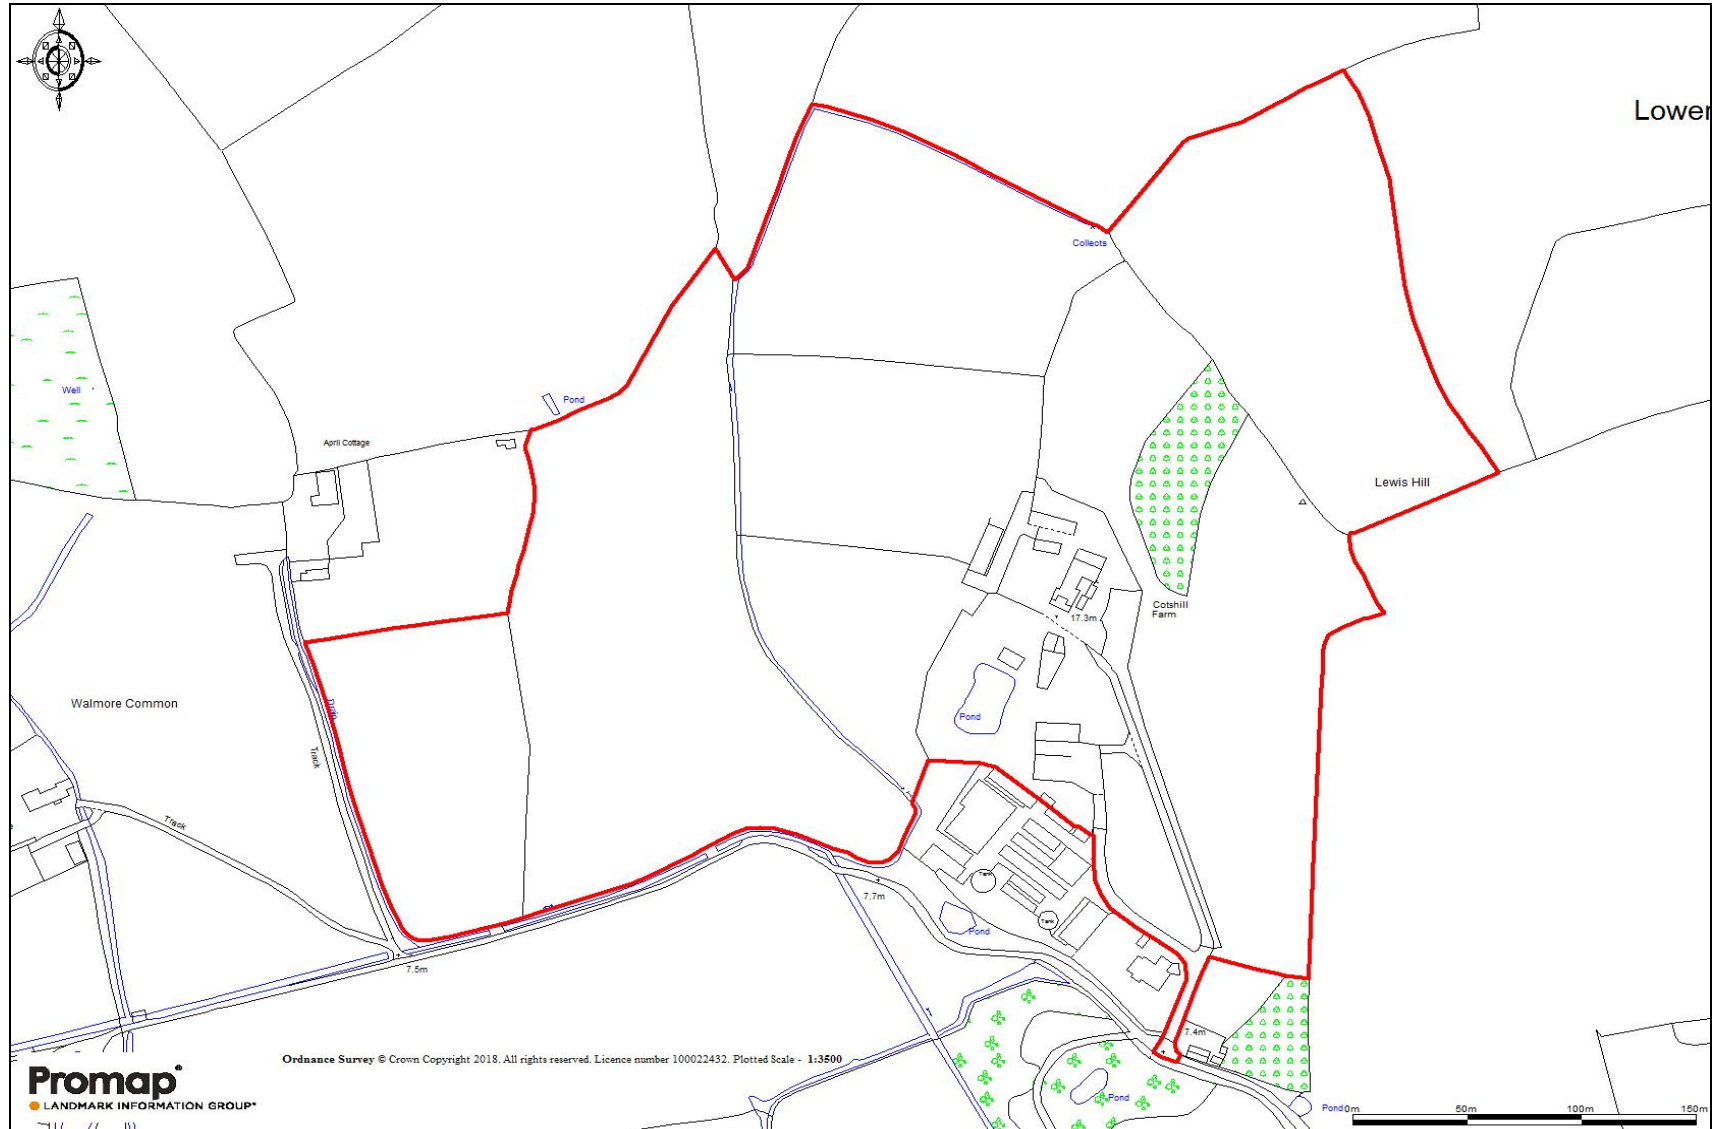 Lower
Collects
Well
Pond
April Cottage
Lewis Hill
Cotshill
Farm
17.3m
Pond
Walmore Common
Drain
Track
Track
Tank
7.7m
Tank
Pond
7.5m
7.4m
Ordnance Survey © Crown Copyright 2018. All rights reserved. Licence number 100022432. Plotted Scale - 1:3500
Promap®
LANDMARK INFORMATION GROUP®
Pond
Pond
0m 50m 100m 150m